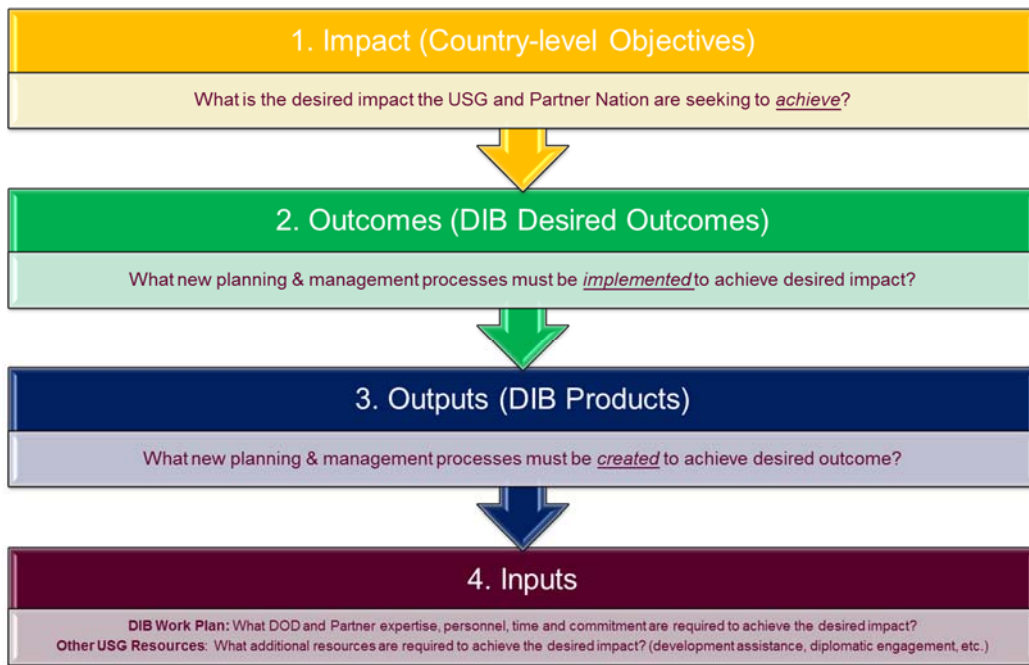 1. Impact (Country-level Objectives)
What is the desired impact the USG and Partner Nation are seeking to achieve?
2. Outcomes (DIB Desired Outcomes)
What new planning & management processes must be implemented to achieve desired impact?
3. Outputs (DIB Products)
What new planning & management processes must be created to achieve desired outcome?
4. Inputs
DIB Work Plan: What DOD and Partner expertise, personnel, time and commitment are required to achieve the desired impact?
Other USG Resources: What additional resources are required to achieve the desired impact? (development assistance, diplomatic engagement, etc.)